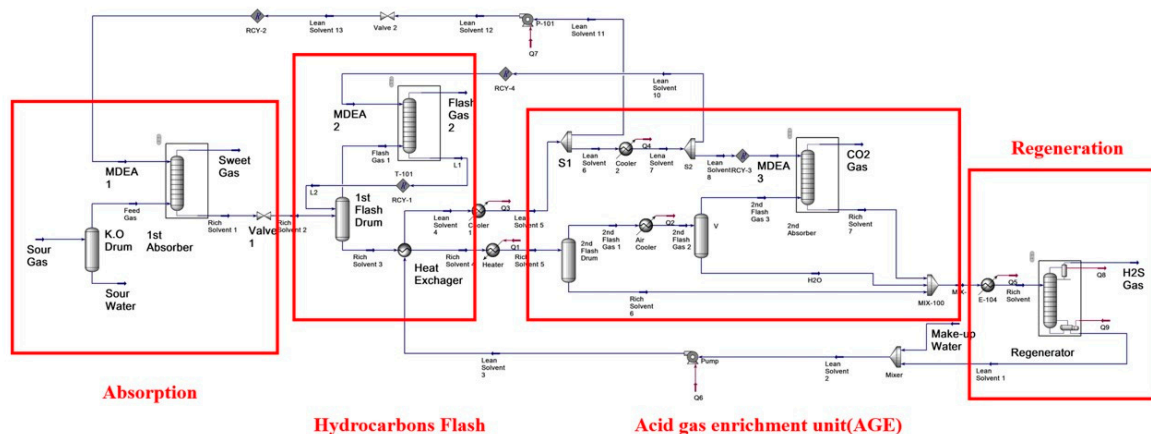 RCY-2
Lean
Solvent 13
Valve 2
Lean
Solvent 12
P-101
Q7
Lean
Solvent 11
RCY-4
Lean
Solvent
10
MDEA
2
Flash
Gas
2
Flash
Gas 1
L1
T-101
L2
RCY-1
MDEA
1
Sweet
Gas
Feed
Gas
Sour
Gas
K.O
Drum
Sour
Water
1st
Absorber
Rich
Solvent 1
Valve
1
Rich
Solvent 2
1st
Flash
Drum
Rich
Solvent 3
Lean
Solvent
4
Cooler
1
Q3
Lean
Solvent 5
Heat
Exchager
Rich
Solvent 4
Heater
Q1
Rich
Solvent 5
S1
Lean
Solvent
6
Cooler
2
Q4
Lena
Solvent
7
S2
Lean
Solvent
8
RCY-3
MDEA
3
CO2
Gas
2nd
Flash
Drum
2nd
Flash
Gas 1
Air
Cooler
Q2
2nd
Flash
Gas 2
V
2nd
Flash
Gas 3
2nd
Absorber
Rich
Solvent
7
H2O
Rich
Solvent
6
MIX-100
MIX-
E-104
Q5
Rich
Solvent
Regeneration
Q8
H2S
Gas
Q9
Regenerator
Lean
Solvent 1
Make-up
Water
Mixer
Lean
Solvent
2
Pump
Q6
Lean
Solvent
3
Absorption
Hydrocarbons Flash
Acid gas enrichment unit(AGE)